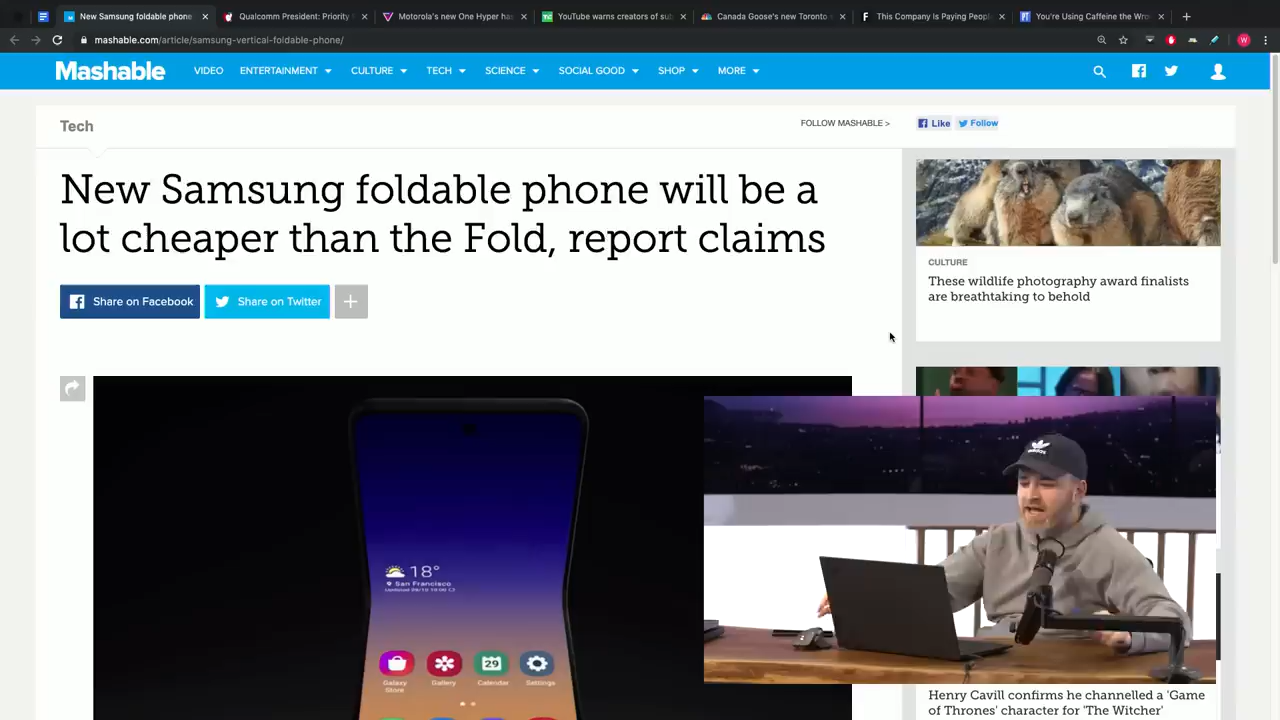 New Samsung foldable phone
Qualcomm President: Priority
Motorola's new One Hyper has
YouTube warns creators of
Canada Goose's new Toronto
This Company Is Paying
You're Using Caffeine the
mashable.com/article/samsung-vertical-foldable-phone/
W
Mashable
VIDEO
ENTERTAINMENT
CULTURE
TECH
SCIENCE
SOCIAL GOOD
SHOP
MORE
Tech
FOLLOW MASHABLE >
Like
Follow
New Samsung foldable phone will be a
lot cheaper than the Fold, report claims
Share on Facebook
Share on Twitter
CULTURE
These wildlife photography award finalists
are breathtaking to behold
18°
San Francisco
Galaxy
Store
Gallery
29
Calendar
Settings
adidas
Henry Cavill confirms he channelled a 'Game
of Thrones' character for 'The Witcher'